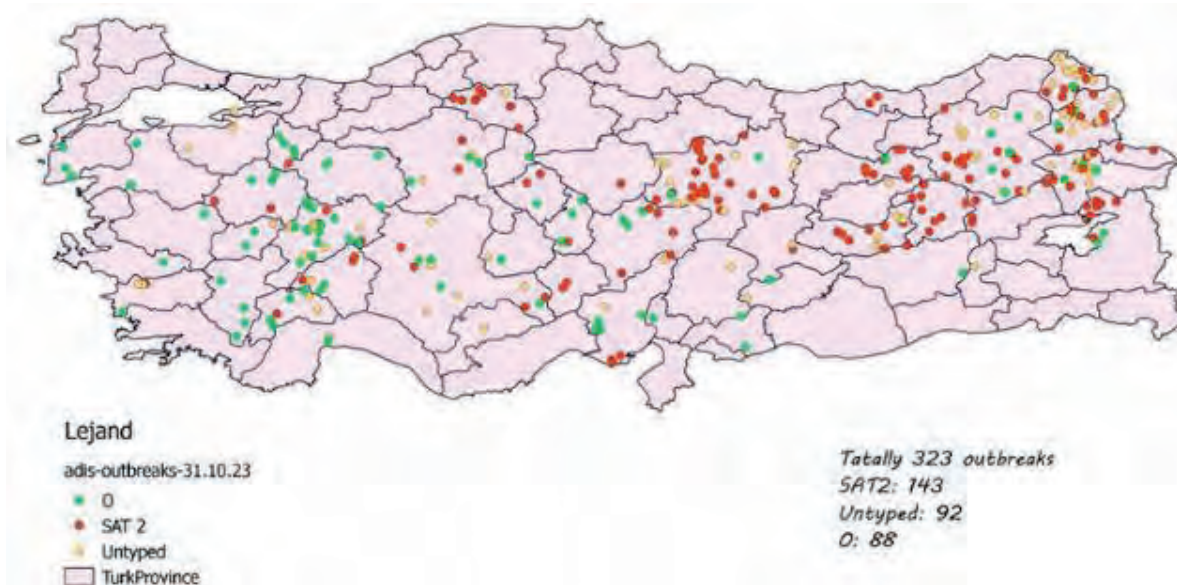 Lejand
adis-outbreaks-31.10.23
O
SAT 2
Untyped
TurkProvince
Tatally 323 outbreaks
SAT2: 143
Untyped: 92
O: 88